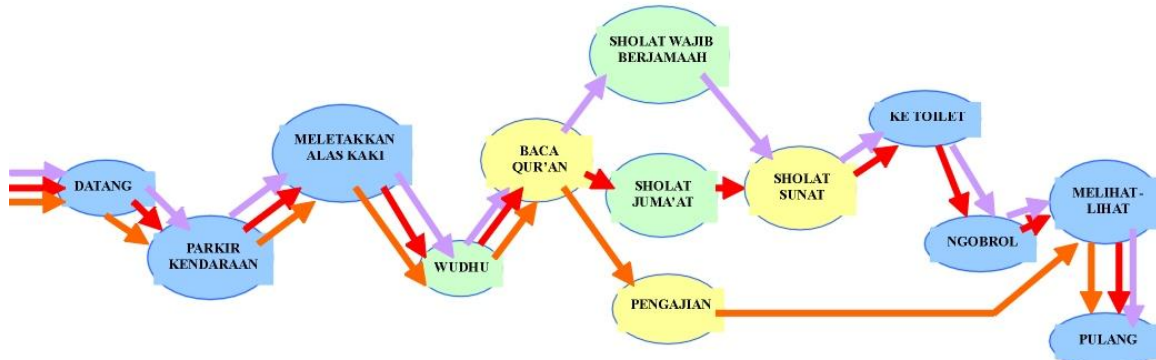 DATANG
PARKIR
KENDARAAN
MELETAKKAN
ALAS KAKI
WUDHU
BACA
QUR'AN
SHOLAT WAJIB
BERJAMAAH
SHOLAT
JUMA'AT
PENGAJIAN
SHOLAT
SUNAT
KE TOILET
NGOBROL
MELIHAT-
LIHAT
PULANG